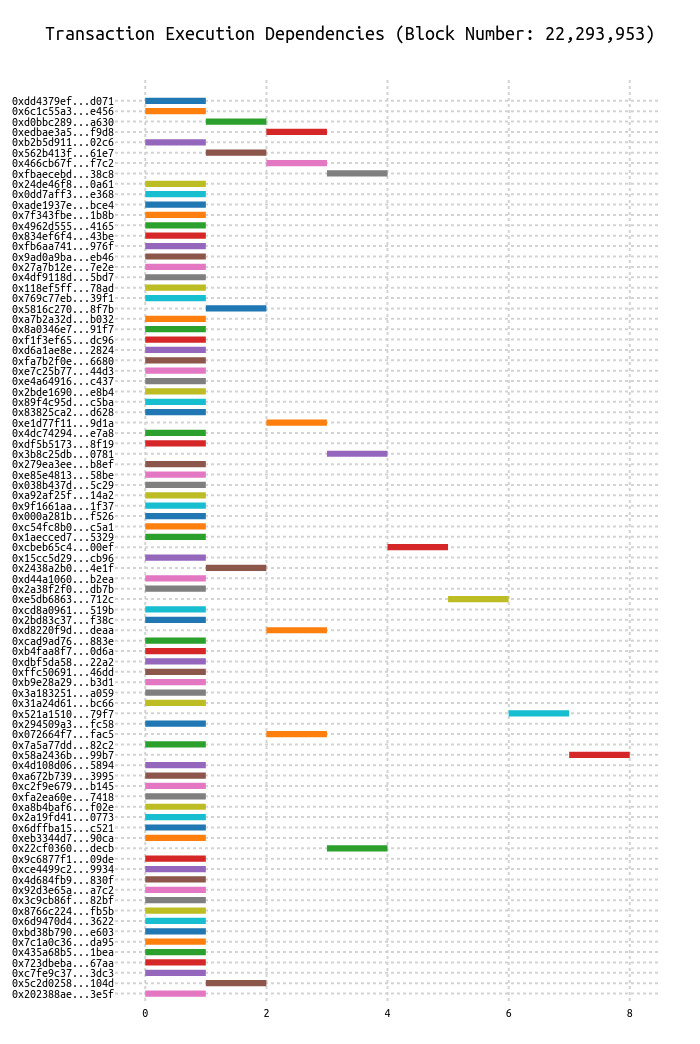 Transaction Execution Dependencies (Block Number: 22,293,953)
0xdd4379ef...d071
0x6c1c55a3...e456
0xd0bbc289...a630
0xedbae3a5...f9d8
0xb2b5d911...02c6
0x562b413f...61e7
0x466cb67f...f7c2
0xfbaecebd...38c8
0x24de46f8...0a61
0x0dd7aff3...e368
0xade1937e...bce4
0x7f343fbe...1b8b
0x4962d555...4165
0x834ef6f4...43be
0xfb6aa741...976f
0x9ad0a9ba...eb46
0x27a7b12e...7e2e
0x4df9118d...5bd7
0x118ef5ff...78ad
0x769c77eb...39f1
0x5816c270...8f7b
0xa7b2a32d...b032
0x8a0346e7...91f7
0xf1f3ef65...dc96
0xd6a1ae8e...2824
0xfa7b2f0e...6680
0xe7c25b77...44d3
0xe4a64916...c437
0x2bde1690...e8b4
0x89f4c95d...c5ba
0x83825ca2...d628
0xe1d77f11...9d1a
0x4dc74294...e7a8
0xdf5b5173...8f19
0x3b8c25db...0781
0x279ea3ee...b8ef
0xe85e4813...58be
0x038b437d...5c29
0xa92af25f...14a2
0x9f1661aa...1f37
0x000a281b...f526
0xc54fc8b0...c5a1
0x1aecced7...5329
0xcbeb65c4...00ef
0x15cc5d29...cb96
0x2438a2b0...4e1f
0xd44a1060...b2ea
0x2a38f2f0...db7b
0xe5db6863...712c
0xcd8a0961...519b
0x2bd83c37...f38c
0xd8220f9d...deaa
0xcad9ad76...883e
0xb4faa8f7...0d6a
0xdbf5da58...22a2
0xffc50691...46dd
0xb9e28a29...b3d1
0x3a183251...a059
0x31a24d61...bc66
0x521a1510...79f7
0x294509a3...fc58
0x072664f7...fac5
0x7a5a77dd...82c2
0x58a2436b...99b7
0x4d108d06...5894
0xa672b739...3995
0xc2f9e679...b145
0xfa2ea60e...7418
0xa8b4baf6...f02e
0x2a19fd41...0773
0x6dffba15...c521
0xeb3344d7...90ca
0x22cf0360...decb
0x9c6877f1...09de
0xce4499c2...9934
0x4d684fb9...830f
0x92d3e65a...a7c2
0x3c9cb86f...82bf
0x8766c224...fb5b
0x6d9470d4...3622
0xbd38b790...e603
0x7c1a0c36...da95
0x435a68b5...1bea
0x723dbeba...67aa
0xc7fe9c37...3dc3
0x5c2d0258...104d
0x202388ae...3e5f
0 2 4 6 8